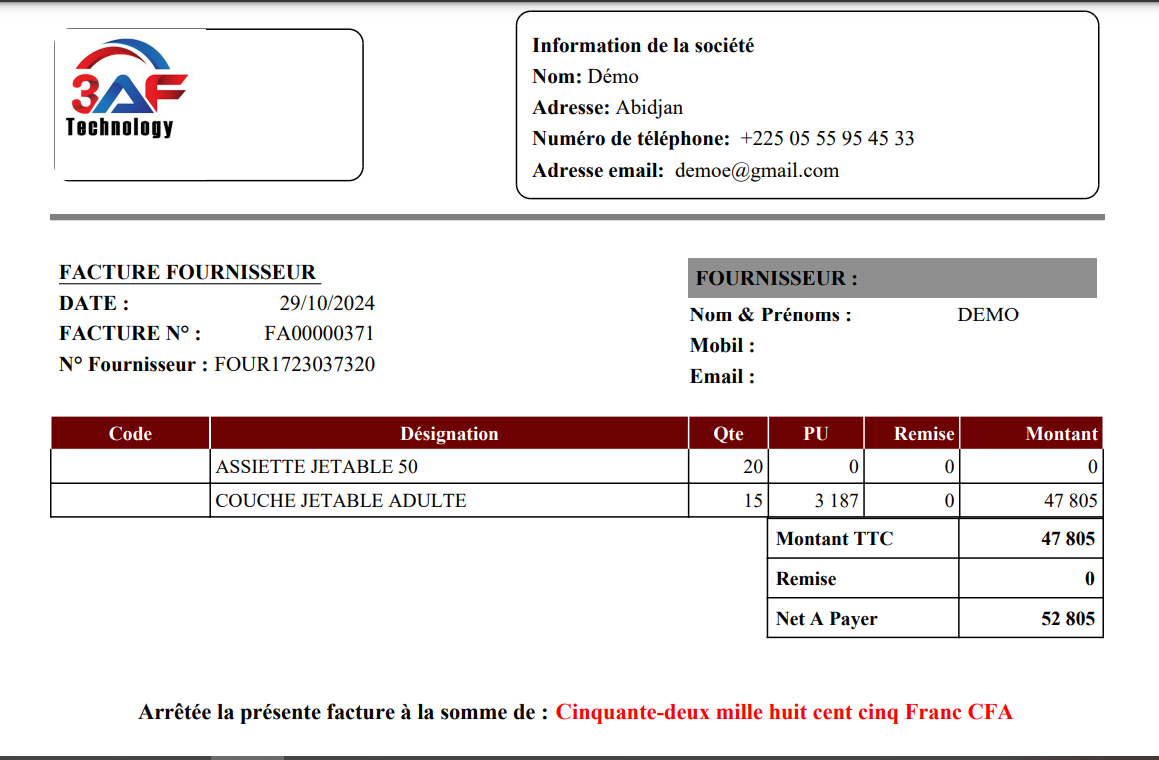 3AF
Technology
Information de la société
Nom: Démo
Adresse: Abidjan
Numéro de téléphone: +225 05 55 95 45 33
Adresse email: demoe@gmail.com
FACTURE FOURNISSEUR
DATE : 29/10/2024
FACTURE N° : FA00000371
N° Fournisseur : FOUR1723037320
FOURNISSEUR :
Nom & Prénoms : DEMO
Mobil :
Email :
Code Désignation Qte PU Remise Montant
ASSIETTE JETABLE 50 20 0 0 0
COUCHE JETABLE ADULTE 15 3 187 0 47 805
Montant TTC 47 805
Remise 0
Net A Payer 52 805
Arrêtée la présente facture à la somme de : Cinquante-deux mille huit cent cinq Franc CFA